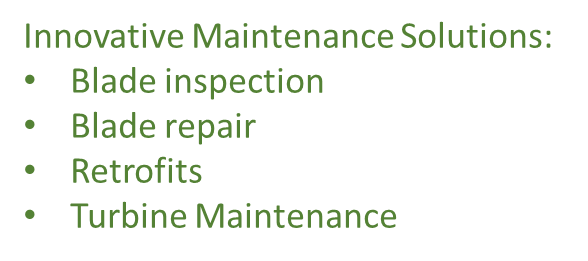 Innovative Maintenance Solutions:
• Blade inspection
• Blade repair
• Retrofits
• Turbine Maintenance